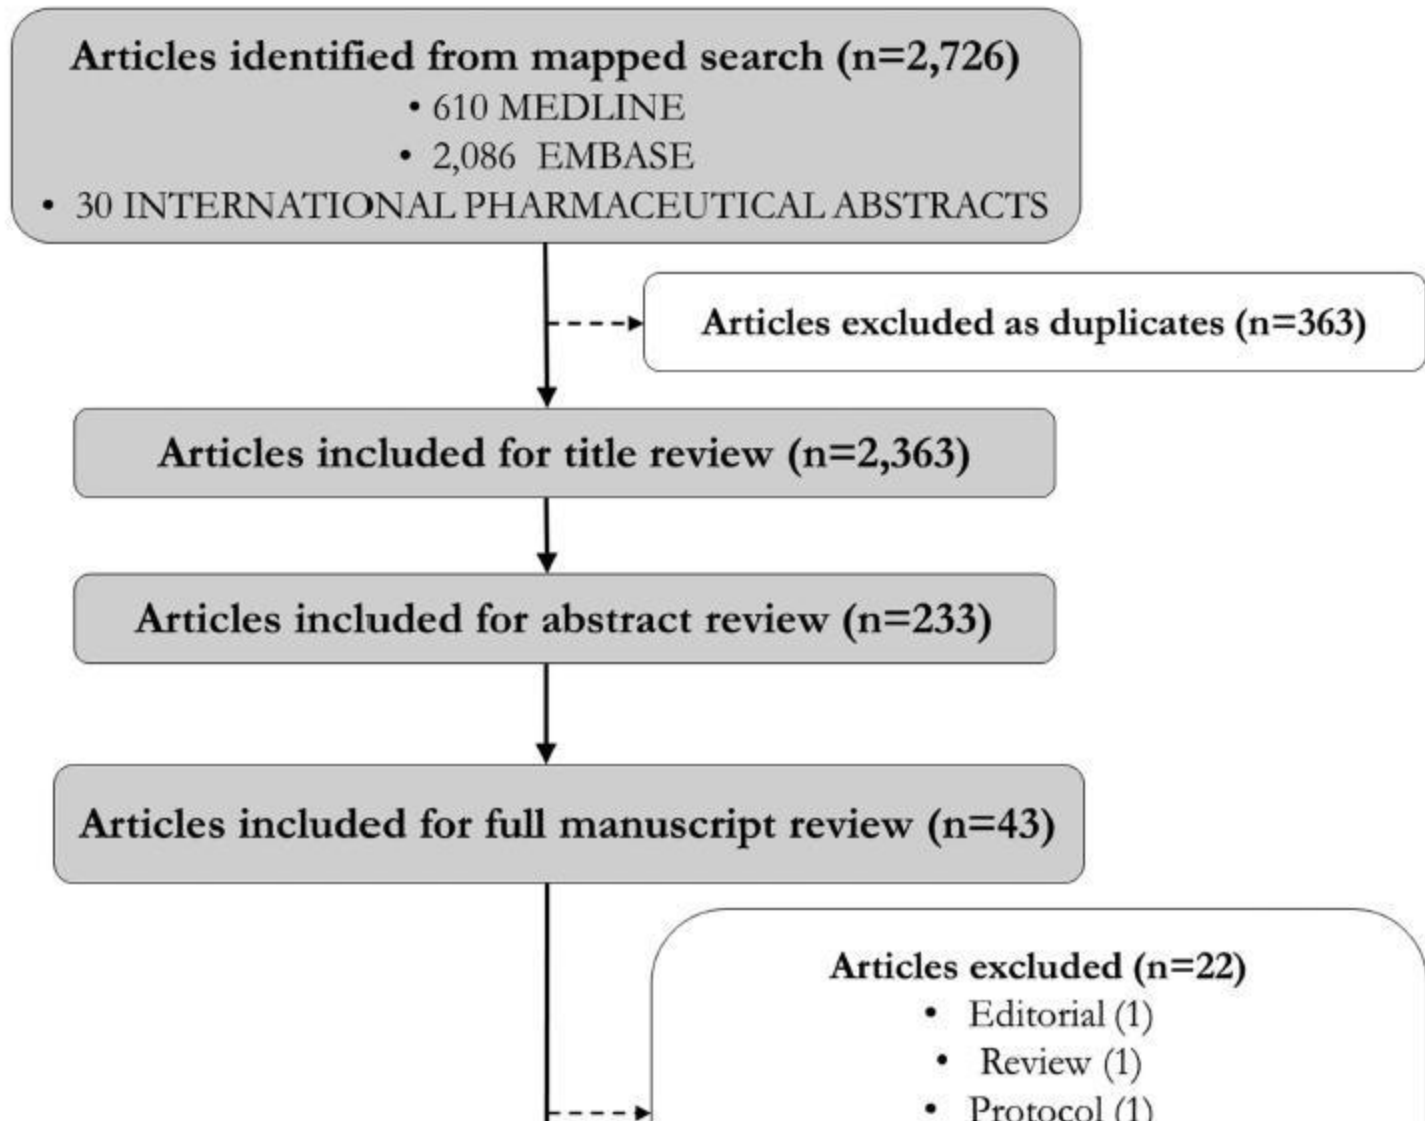 Articles identified from mapped search (n=2,726)
• 610 MEDLINE
• 2,086 EMBASE
• 30 INTERNATIONAL PHARMACEUTICAL ABSTRACTS
Articles excluded as duplicates (n=363)
Articles included for title review (n=2,363)
Articles included for abstract review (n=233)
Articles included for full manuscript review (n=43)
Articles excluded (n=22)
• Editorial (1)
• Review (1)
• Protocol (1)